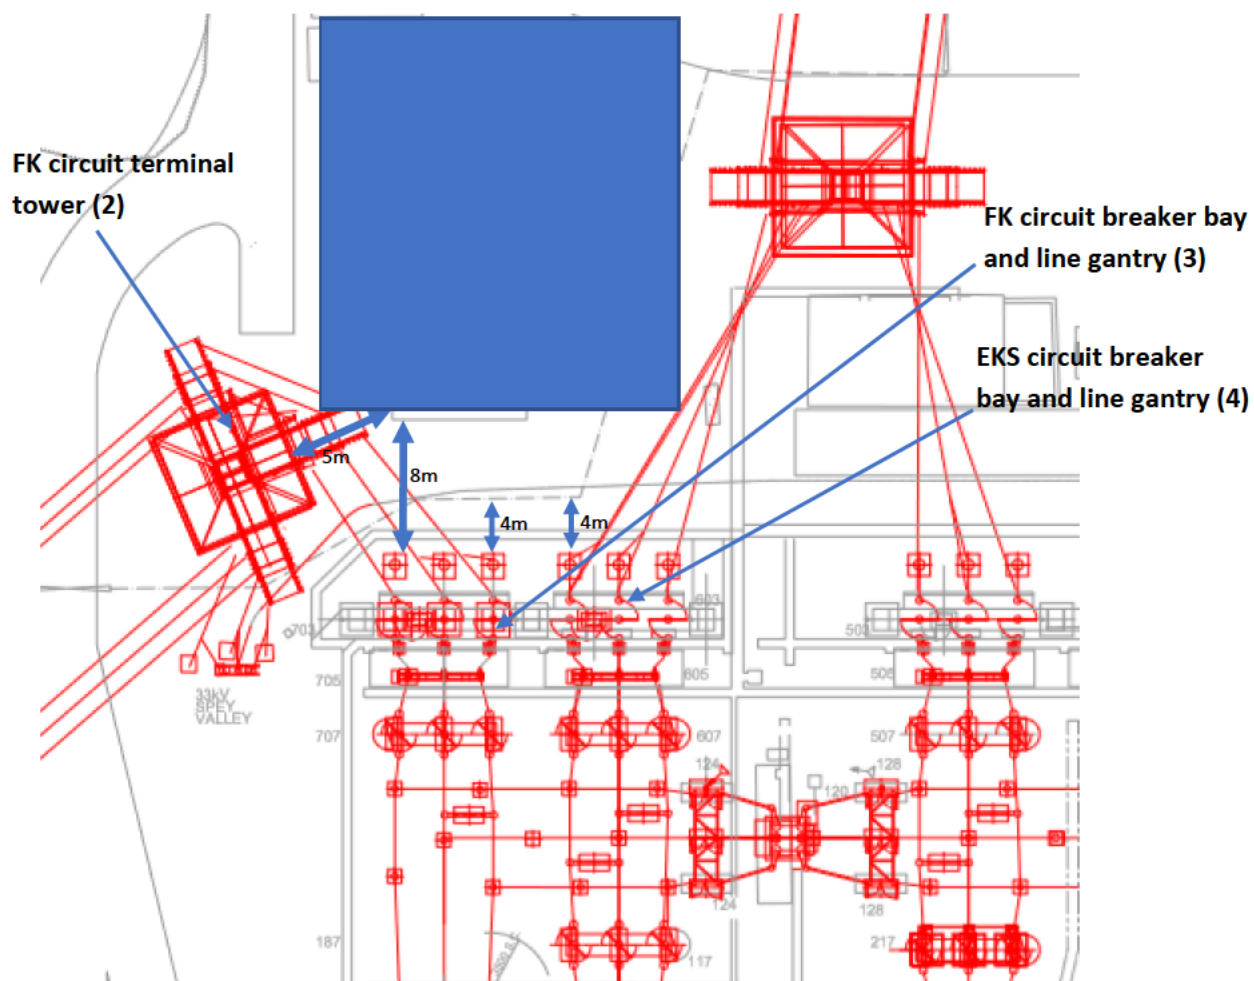 FK circuit terminal
tower (2)
FK circuit breaker bay
and line gantry (3)
EKS circuit breaker
bay and line gantry (4)
5m
8m
4m
4m
703
603
503
705
605
33kV
SPEY
VALLEY
707
607
507
124
128
120
124
128
187
117
217